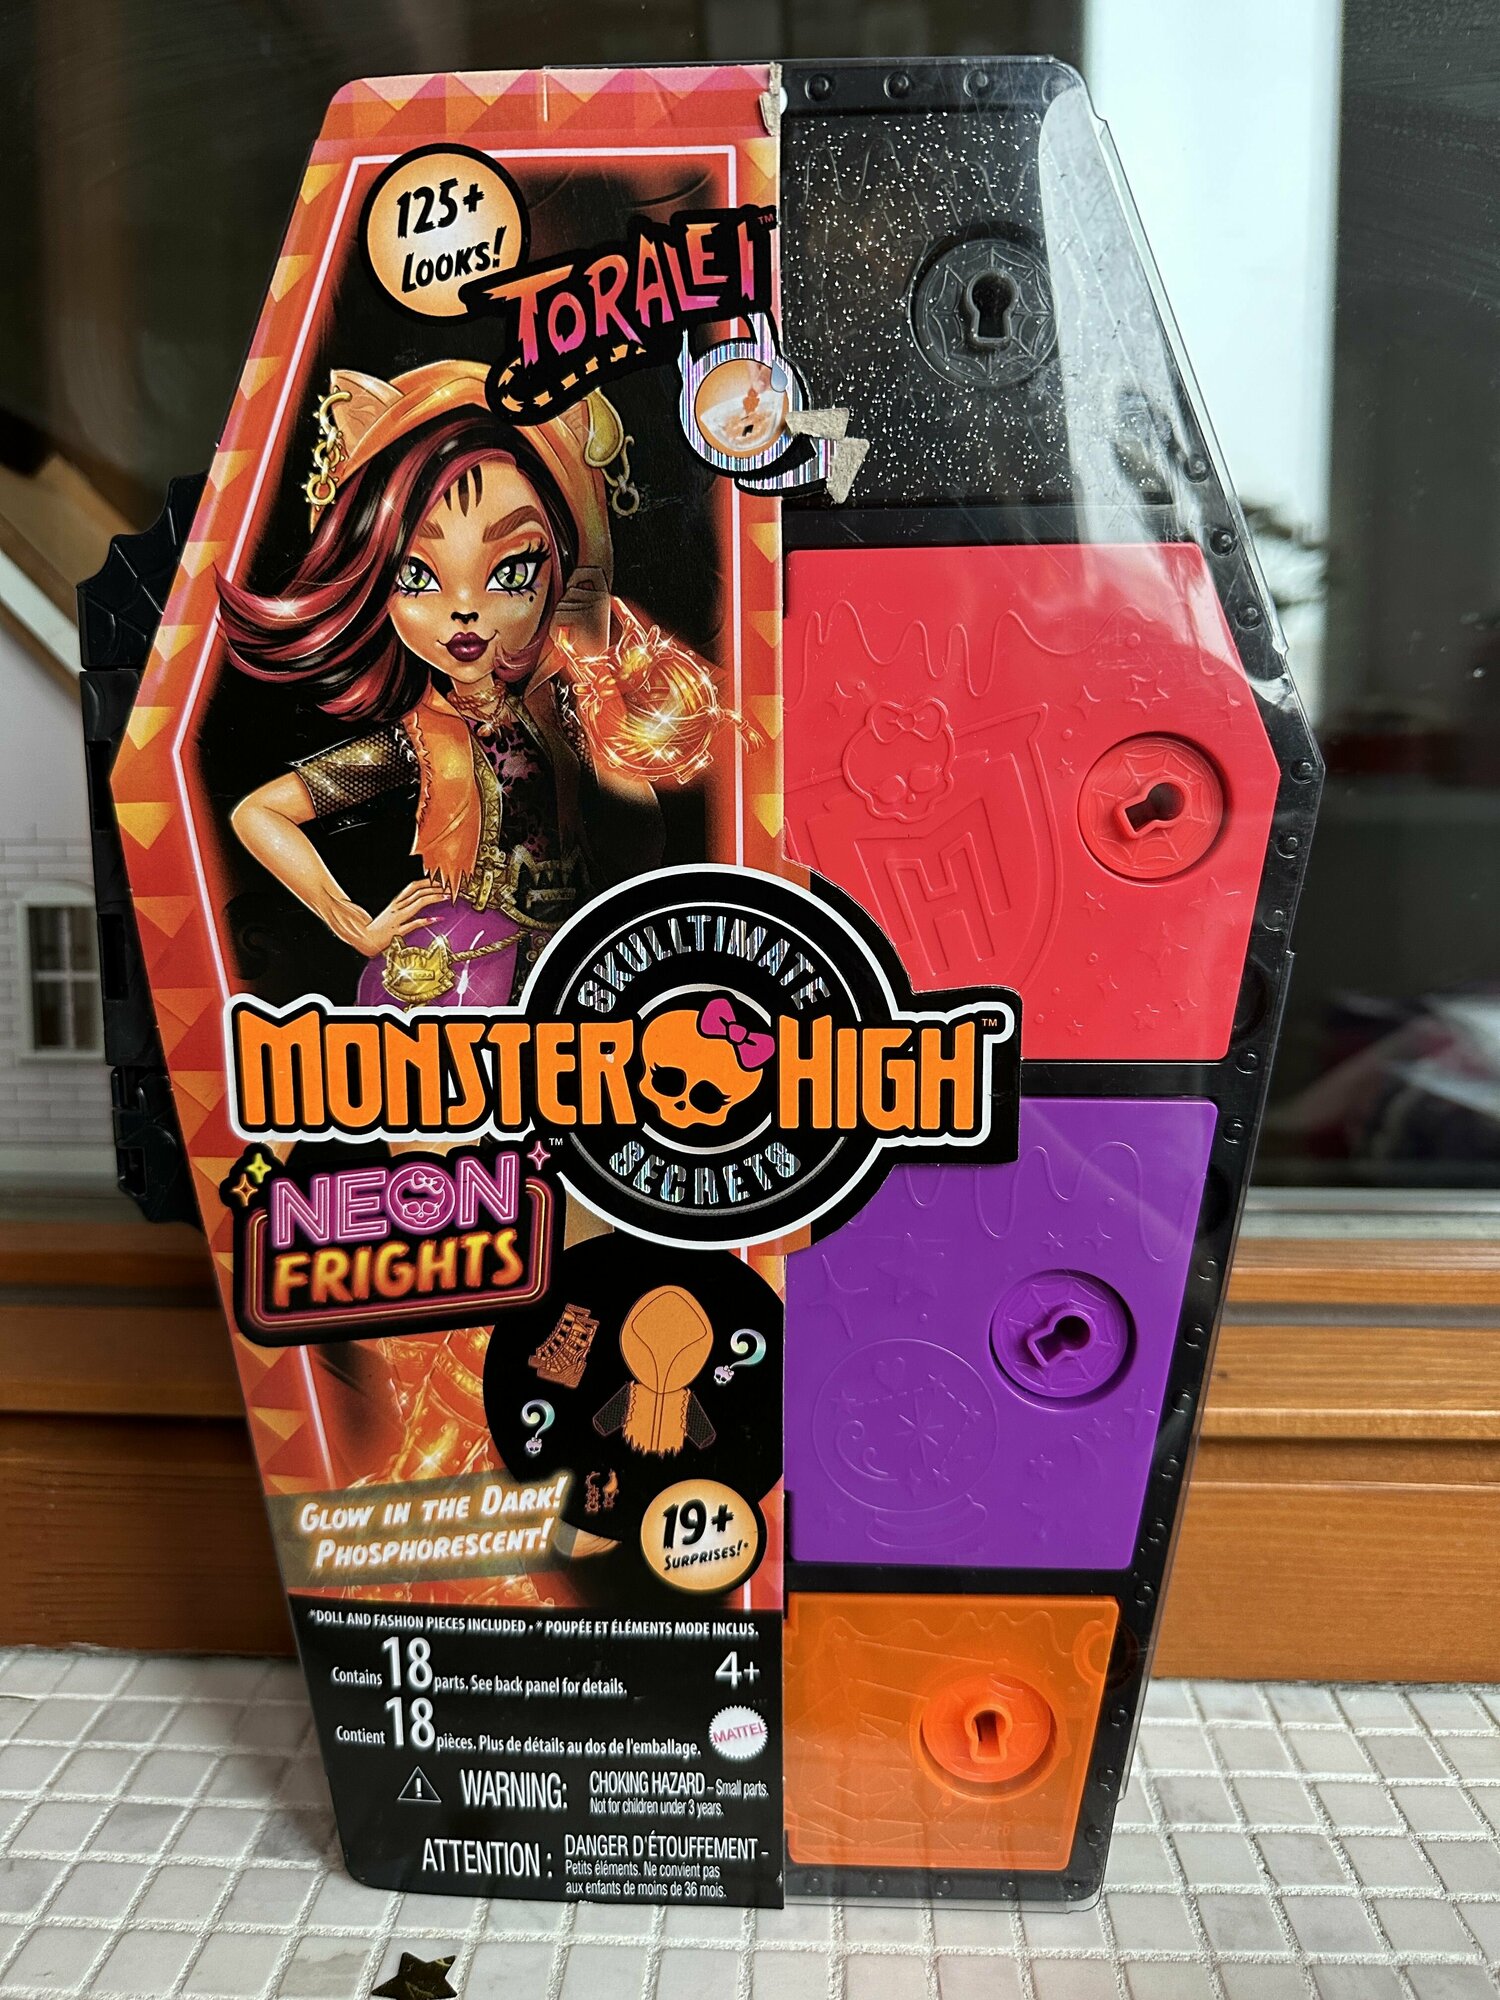 125+
LOOKS!
TORALEI™
SKULLTIMATE
MONSTER HIGH™
SECRETS
NEON™
FRIGHTS
H
?
?
GLOW IN THE DARK!
PHOSPHORESCENT!
19+
SURPRISES!*
*DOLL AND FASHION PIECES INCLUDED • * POUPÉE ET ÉLÉMENTS MODE INCLUS.
Contains 18 parts. See back panel for details.
4+
Contient 18 pièces. Plus de détails au dos de l'emballage.
MATTEL
WARNING: CHOKING HAZARD – Small parts.
Not for children under 3 years.
ATTENTION : DANGER D'ÉTOUFFEMENT –
Petits éléments. Ne convient pas
aux enfants de moins de 36 mois.